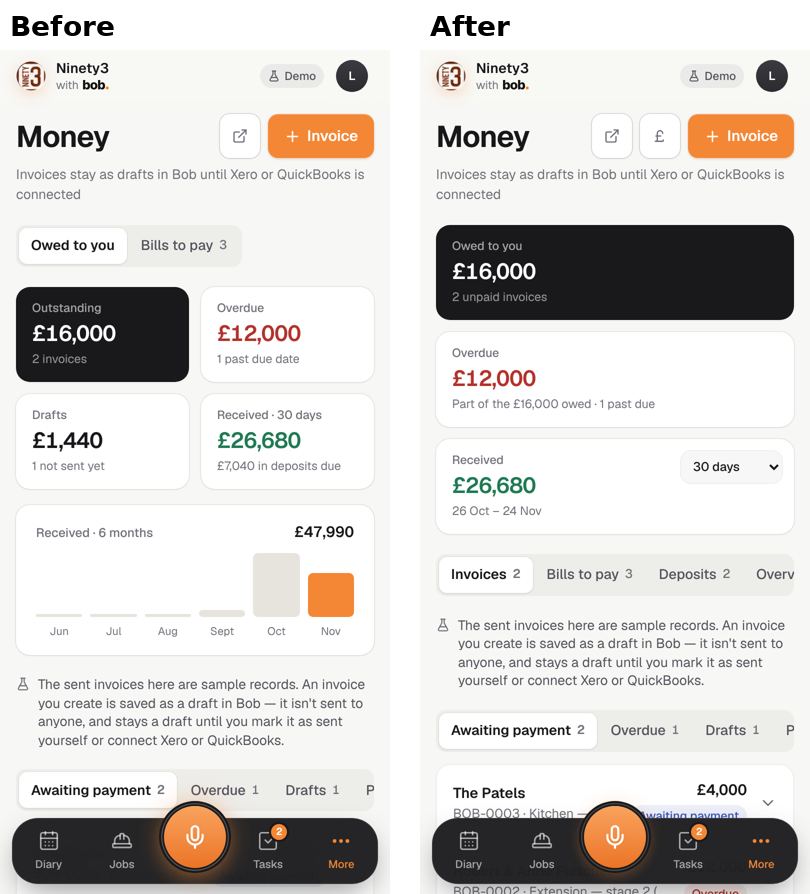 Before
NINETY
3
Ninety3
with bob.
Demo
L
Money
+ Invoice
Invoices stay as drafts in Bob until Xero or QuickBooks is
connected
Owed to you
Bills to pay 3
Outstanding
£16,000
2 invoices
Overdue
£12,000
1 past due date
Drafts
£1,440
1 not sent yet
Received · 30 days
£26,680
£7,040 in deposits due
Received · 6 months
£47,990
Jun Jul Aug Sept Oct Nov
The sent invoices here are sample records. An invoice
you create is saved as a draft in Bob — it isn't sent to
anyone, and stays a draft until you mark it as sent
yourself or connect Xero or QuickBooks.
Awaiting payment 2
Overdue 1
Drafts 1
P
Diary
Jobs
2
Tasks
More
After
NINETY
3
Ninety3
with bob.
Demo
L
Money
£
+ Invoice
Invoices stay as drafts in Bob until Xero or QuickBooks is
connected
Owed to you
£16,000
2 unpaid invoices
Overdue
£12,000
Part of the £16,000 owed · 1 past due
Received
£26,680
26 Oct – 24 Nov
30 days
Invoices 2
Bills to pay 3
Deposits 2
Overv
The sent invoices here are sample records. An invoice
you create is saved as a draft in Bob — it isn't sent to
anyone, and stays a draft until you mark it as sent
yourself or connect Xero or QuickBooks.
Awaiting payment 2
Overdue 1
Drafts 1
P
The Patels
£4,000
BOB-0003 · Kitchen —
Awaiting payment
BOB-0002 · Extension — stage 2 (
Overdue
Diary
Jobs
2
Tasks
More